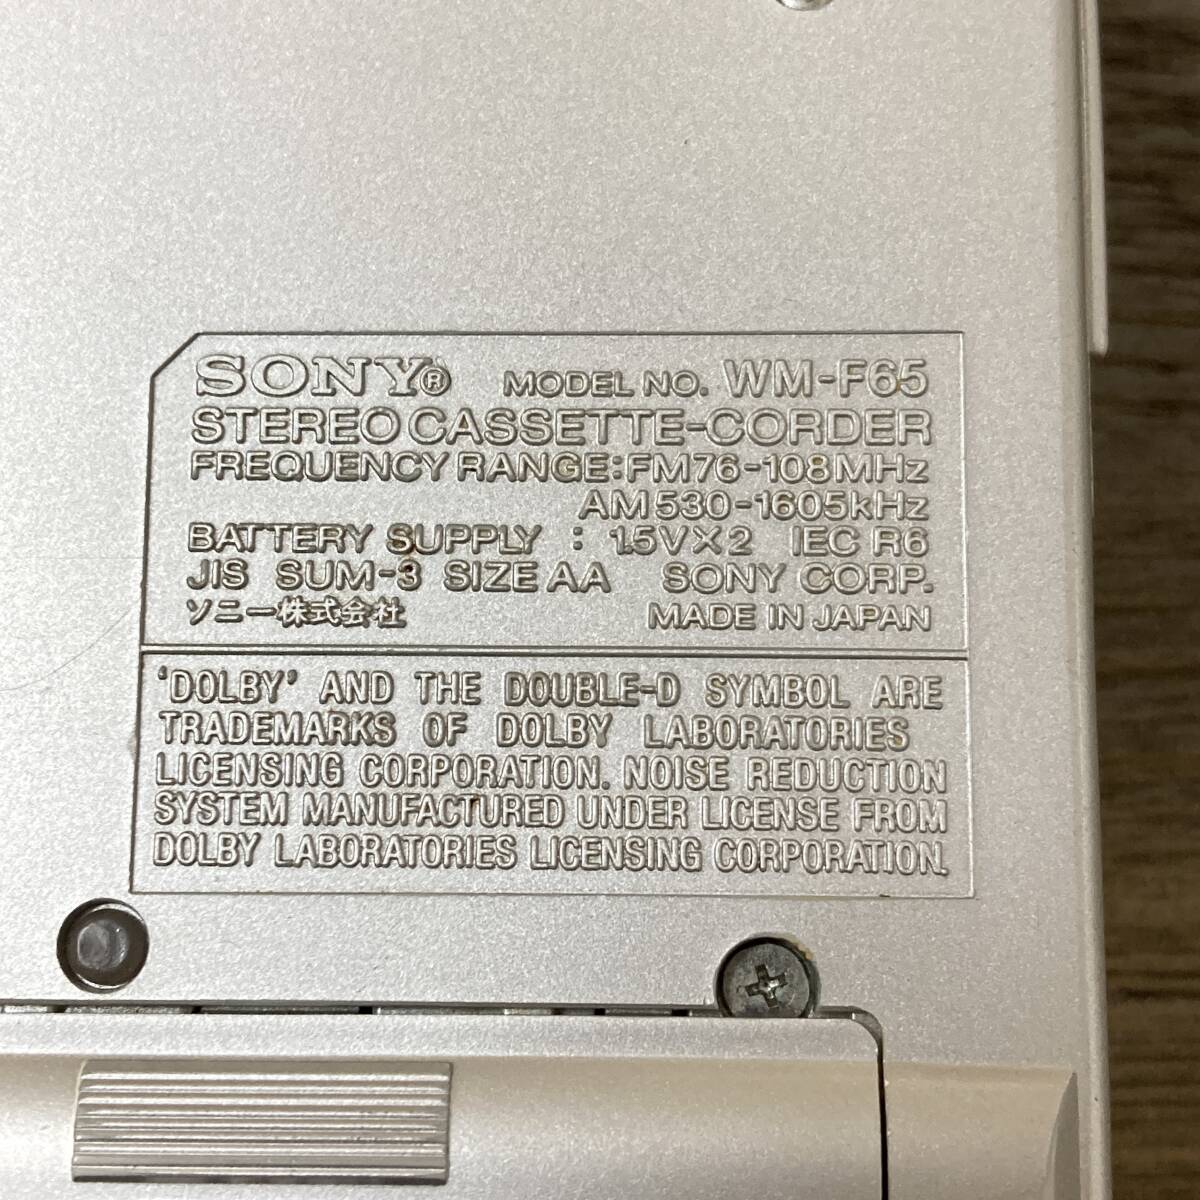 SONY® MODEL NO. WM-F65
STEREO CASSETTE-CORDER
FREQUENCY RANGE:FM76-108MHz
AM530-1605kHz
BATTERY SUPPLY : 1.5V×2 IEC R6
JIS SUM-3 SIZE AA SONY CORP.
ソニー株式会社 MADE IN JAPAN
'DOLBY' AND THE DOUBLE-D SYMBOL ARE
TRADEMARKS OF DOLBY LABORATORIES
LICENSING CORPORATION. NOISE REDUCTION
SYSTEM MANUFACTURED UNDER LICENSE FROM
DOLBY LABORATORIES LICENSING CORPORATION.